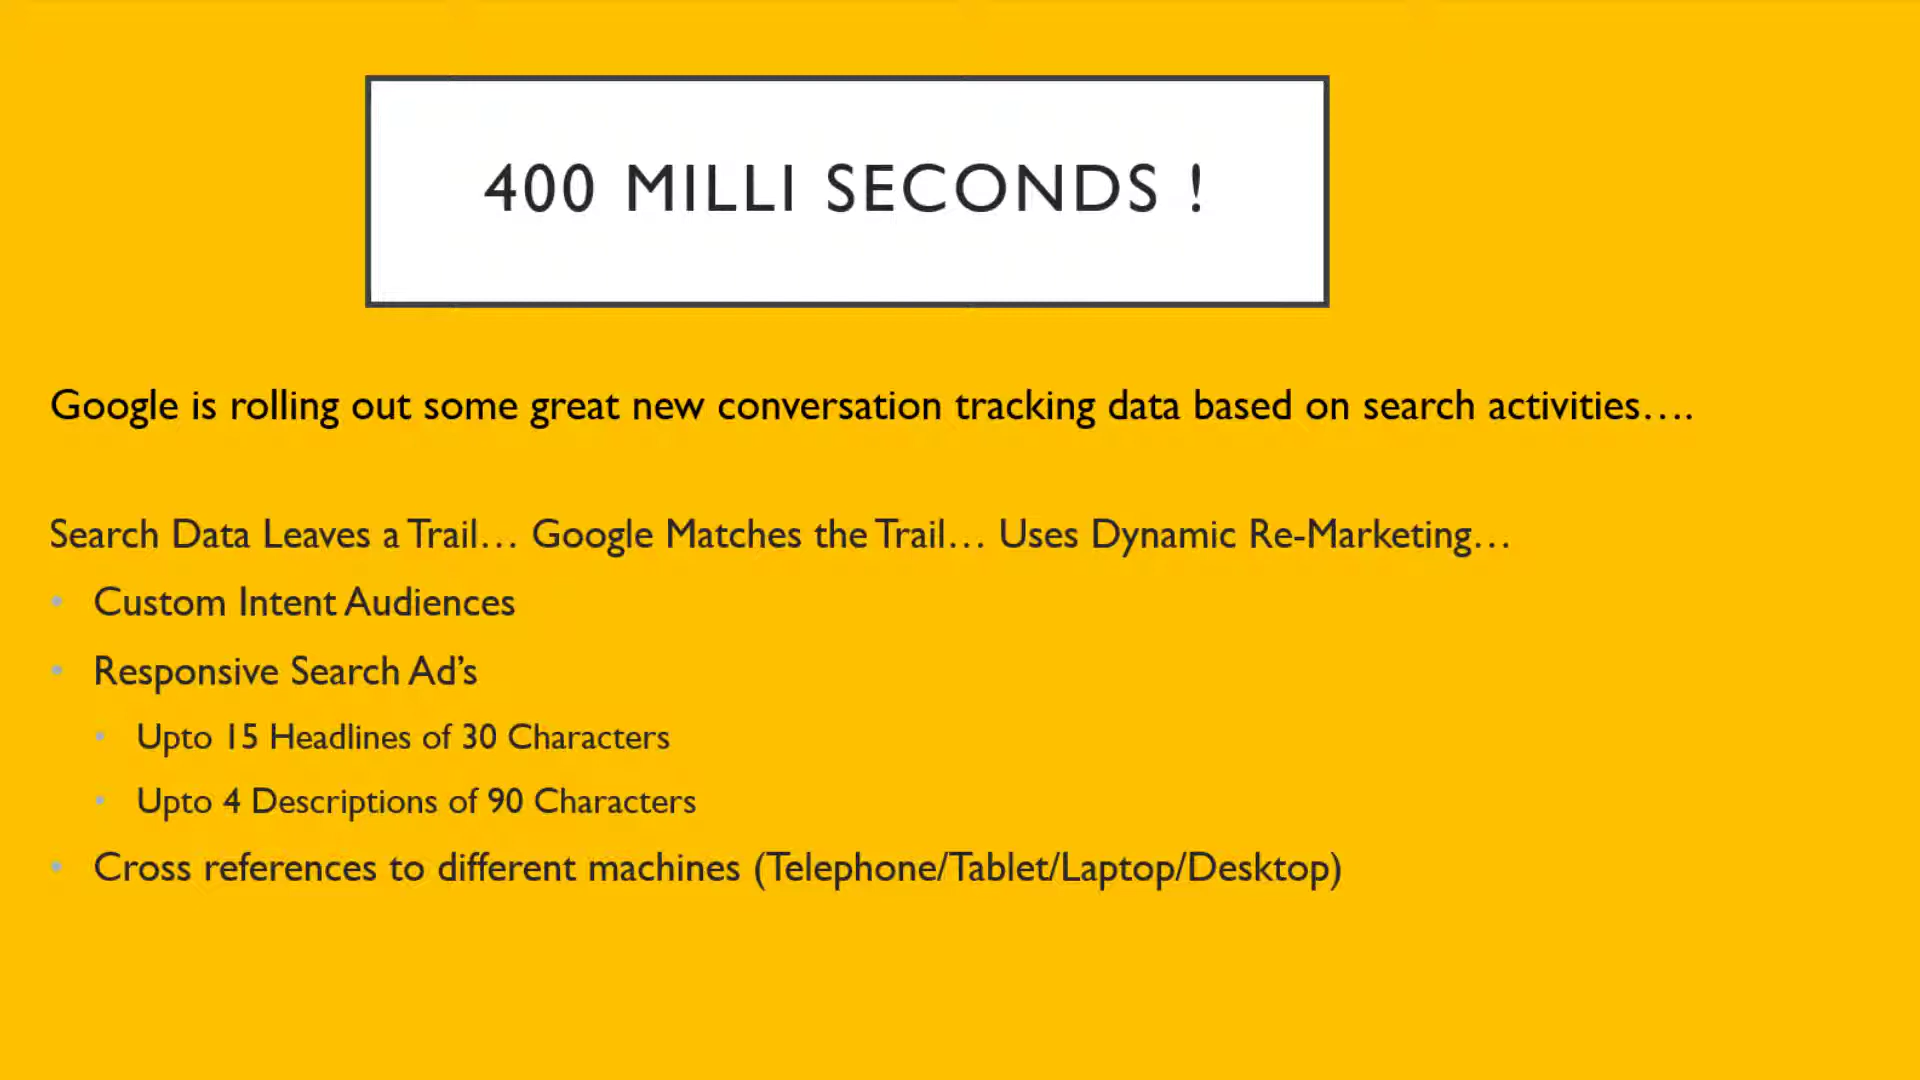 400 MILLI SECONDS !
Google is rolling out some great new conversation tracking data based on search activities….
Search Data Leaves a Trail… Google Matches the Trail… Uses Dynamic Re-Marketing…
• Custom Intent Audiences
• Responsive Search Ad’s
• Upto 15 Headlines of 30 Characters
• Upto 4 Descriptions of 90 Characters
• Cross references to different machines (Telephone/Tablet/Laptop/Desktop)